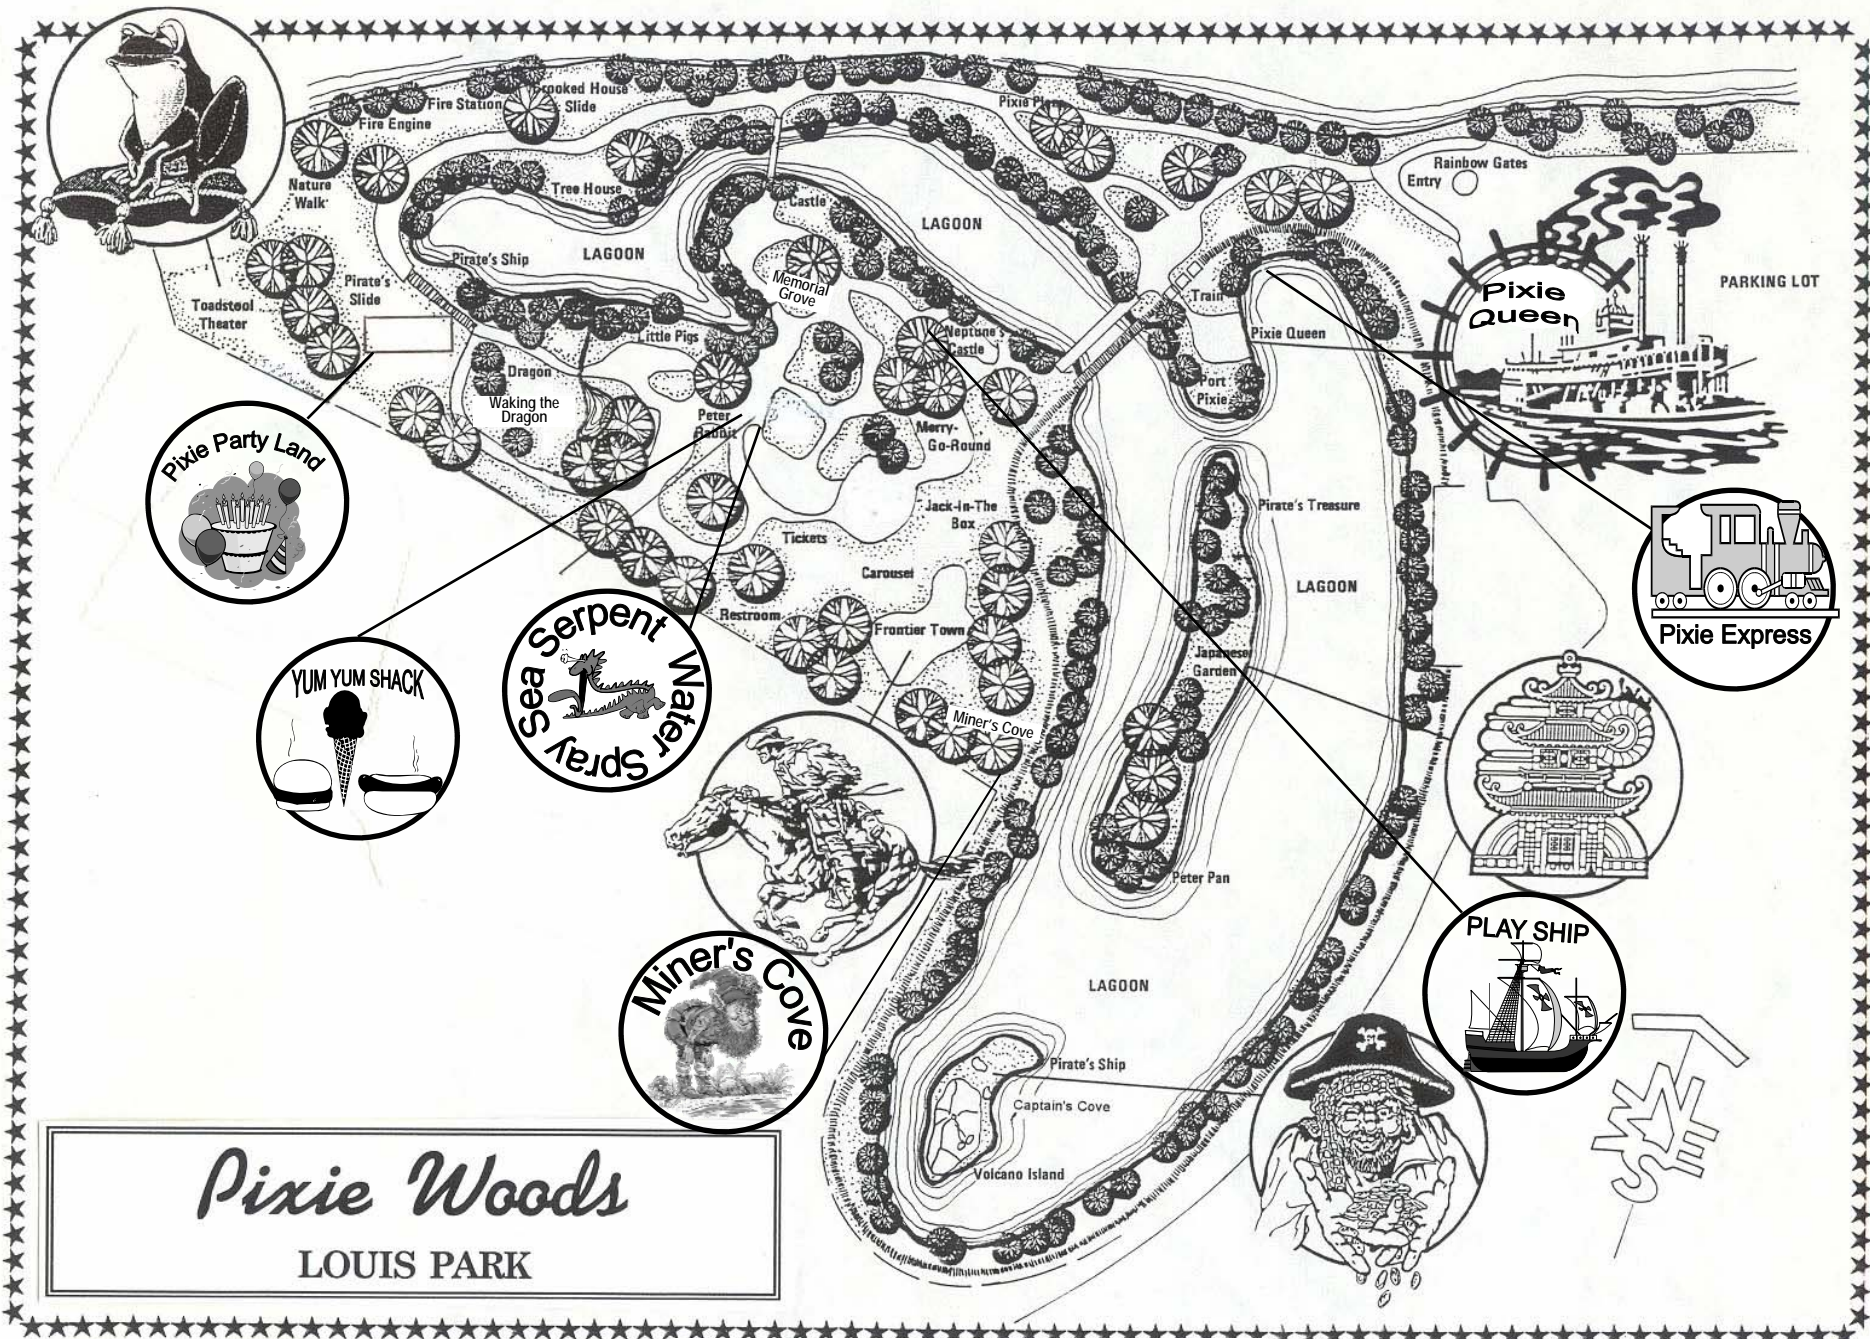 Fire Station
Crooked House
Slide
Fire Engine
Pixie
Rainbow Gates
Entry
Nature
Walk
Tree House
Castle
LAGOON
LAGOON
Pirate's Ship
Memorial
Grove
Pirate's
Slide
Toadstool
Theater
Train
Pixie Queen
Pixie
Queen
PARKING LOT
Little Pigs
Neptune's
Castle
Dragon
Waking the
Dragon
Port
Pixie
Peter
Rabbit
Merry-
Go-Round
Pixie Party Land
Jack-In-The
Box
Pirate's Treasure
Tickets
Carousel
LAGOON
Restroom
Frontier Town
Pixie Express
Sea Serpent Water Spray
YUM YUM SHACK
Japanese
Garden
Miner's Cove
Peter Pan
PLAY SHIP
Miner's Cove
LAGOON
Pirate's Ship
Captain's Cove
Volcano Island
N
W
E
S
Pixie Woods
LOUIS PARK